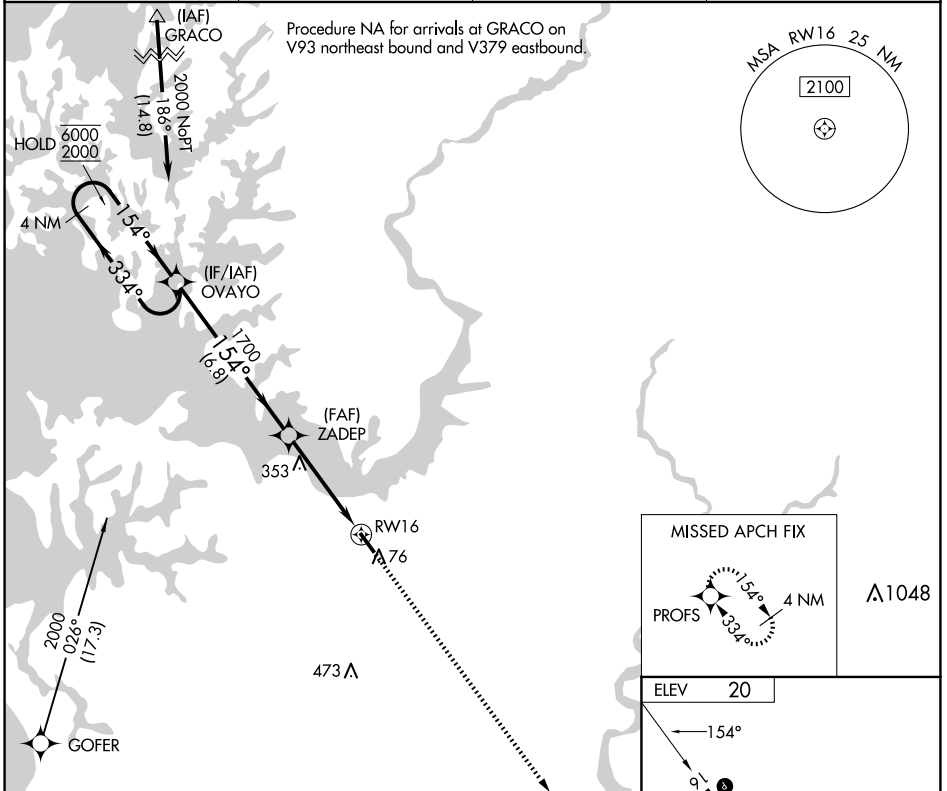 (IAF)
GRACO
Procedure NA for arrivals at GRACO on
V93 northeast bound and V379 eastbound.
MSA RW16 25 NM
2100
2000 NoPT
186°
(14.8)
HOLD
6000
2000
4 NM
154°
334°
(IF/IAF)
OVAYO
1700
154°
(6.8)
(FAF)
ZADEP
353
RW16
76
MISSED APCH FIX
154°
4 NM
PROFS
334°
1048
2000
026°
(17.3)
473
GOFER
ELEV 20
154°
16
P